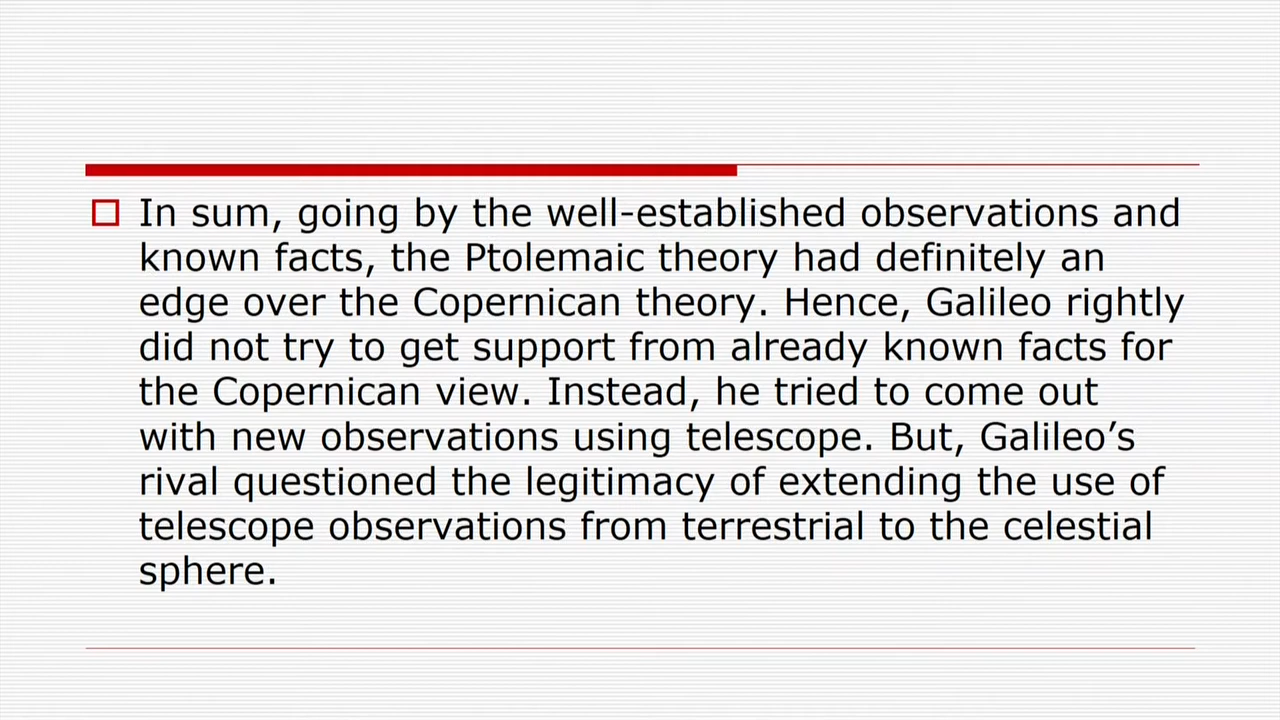 In sum, going by the well-established observations and
known facts, the Ptolemaic theory had definitely an
edge over the Copernican theory. Hence, Galileo rightly
did not try to get support from already known facts for
the Copernican view. Instead, he tried to come out
with new observations using telescope. But, Galileo’s
rival questioned the legitimacy of extending the use of
telescope observations from terrestrial to the celestial
sphere.